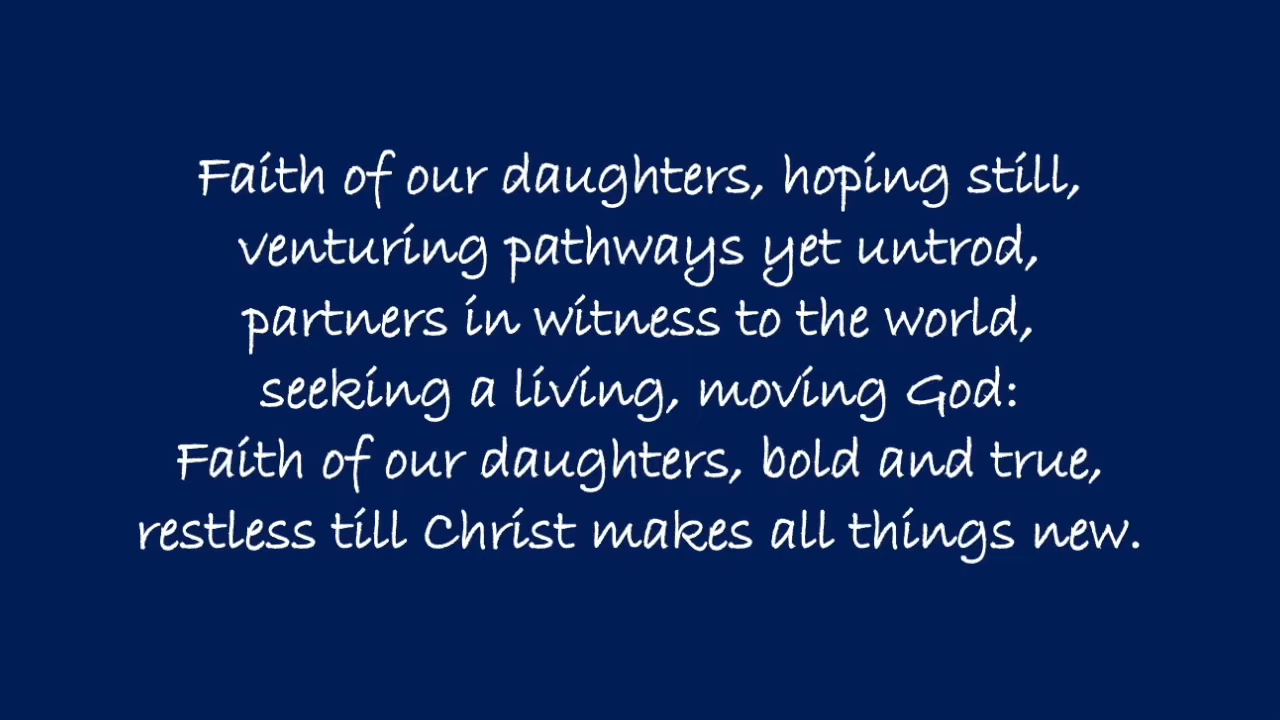 Faith of our daughters, hoping still,
venturing pathways yet untrod,
partners in witness to the world,
seeking a living, moving God:
Faith of our daughters, bold and true,
restless till Christ makes all things new.